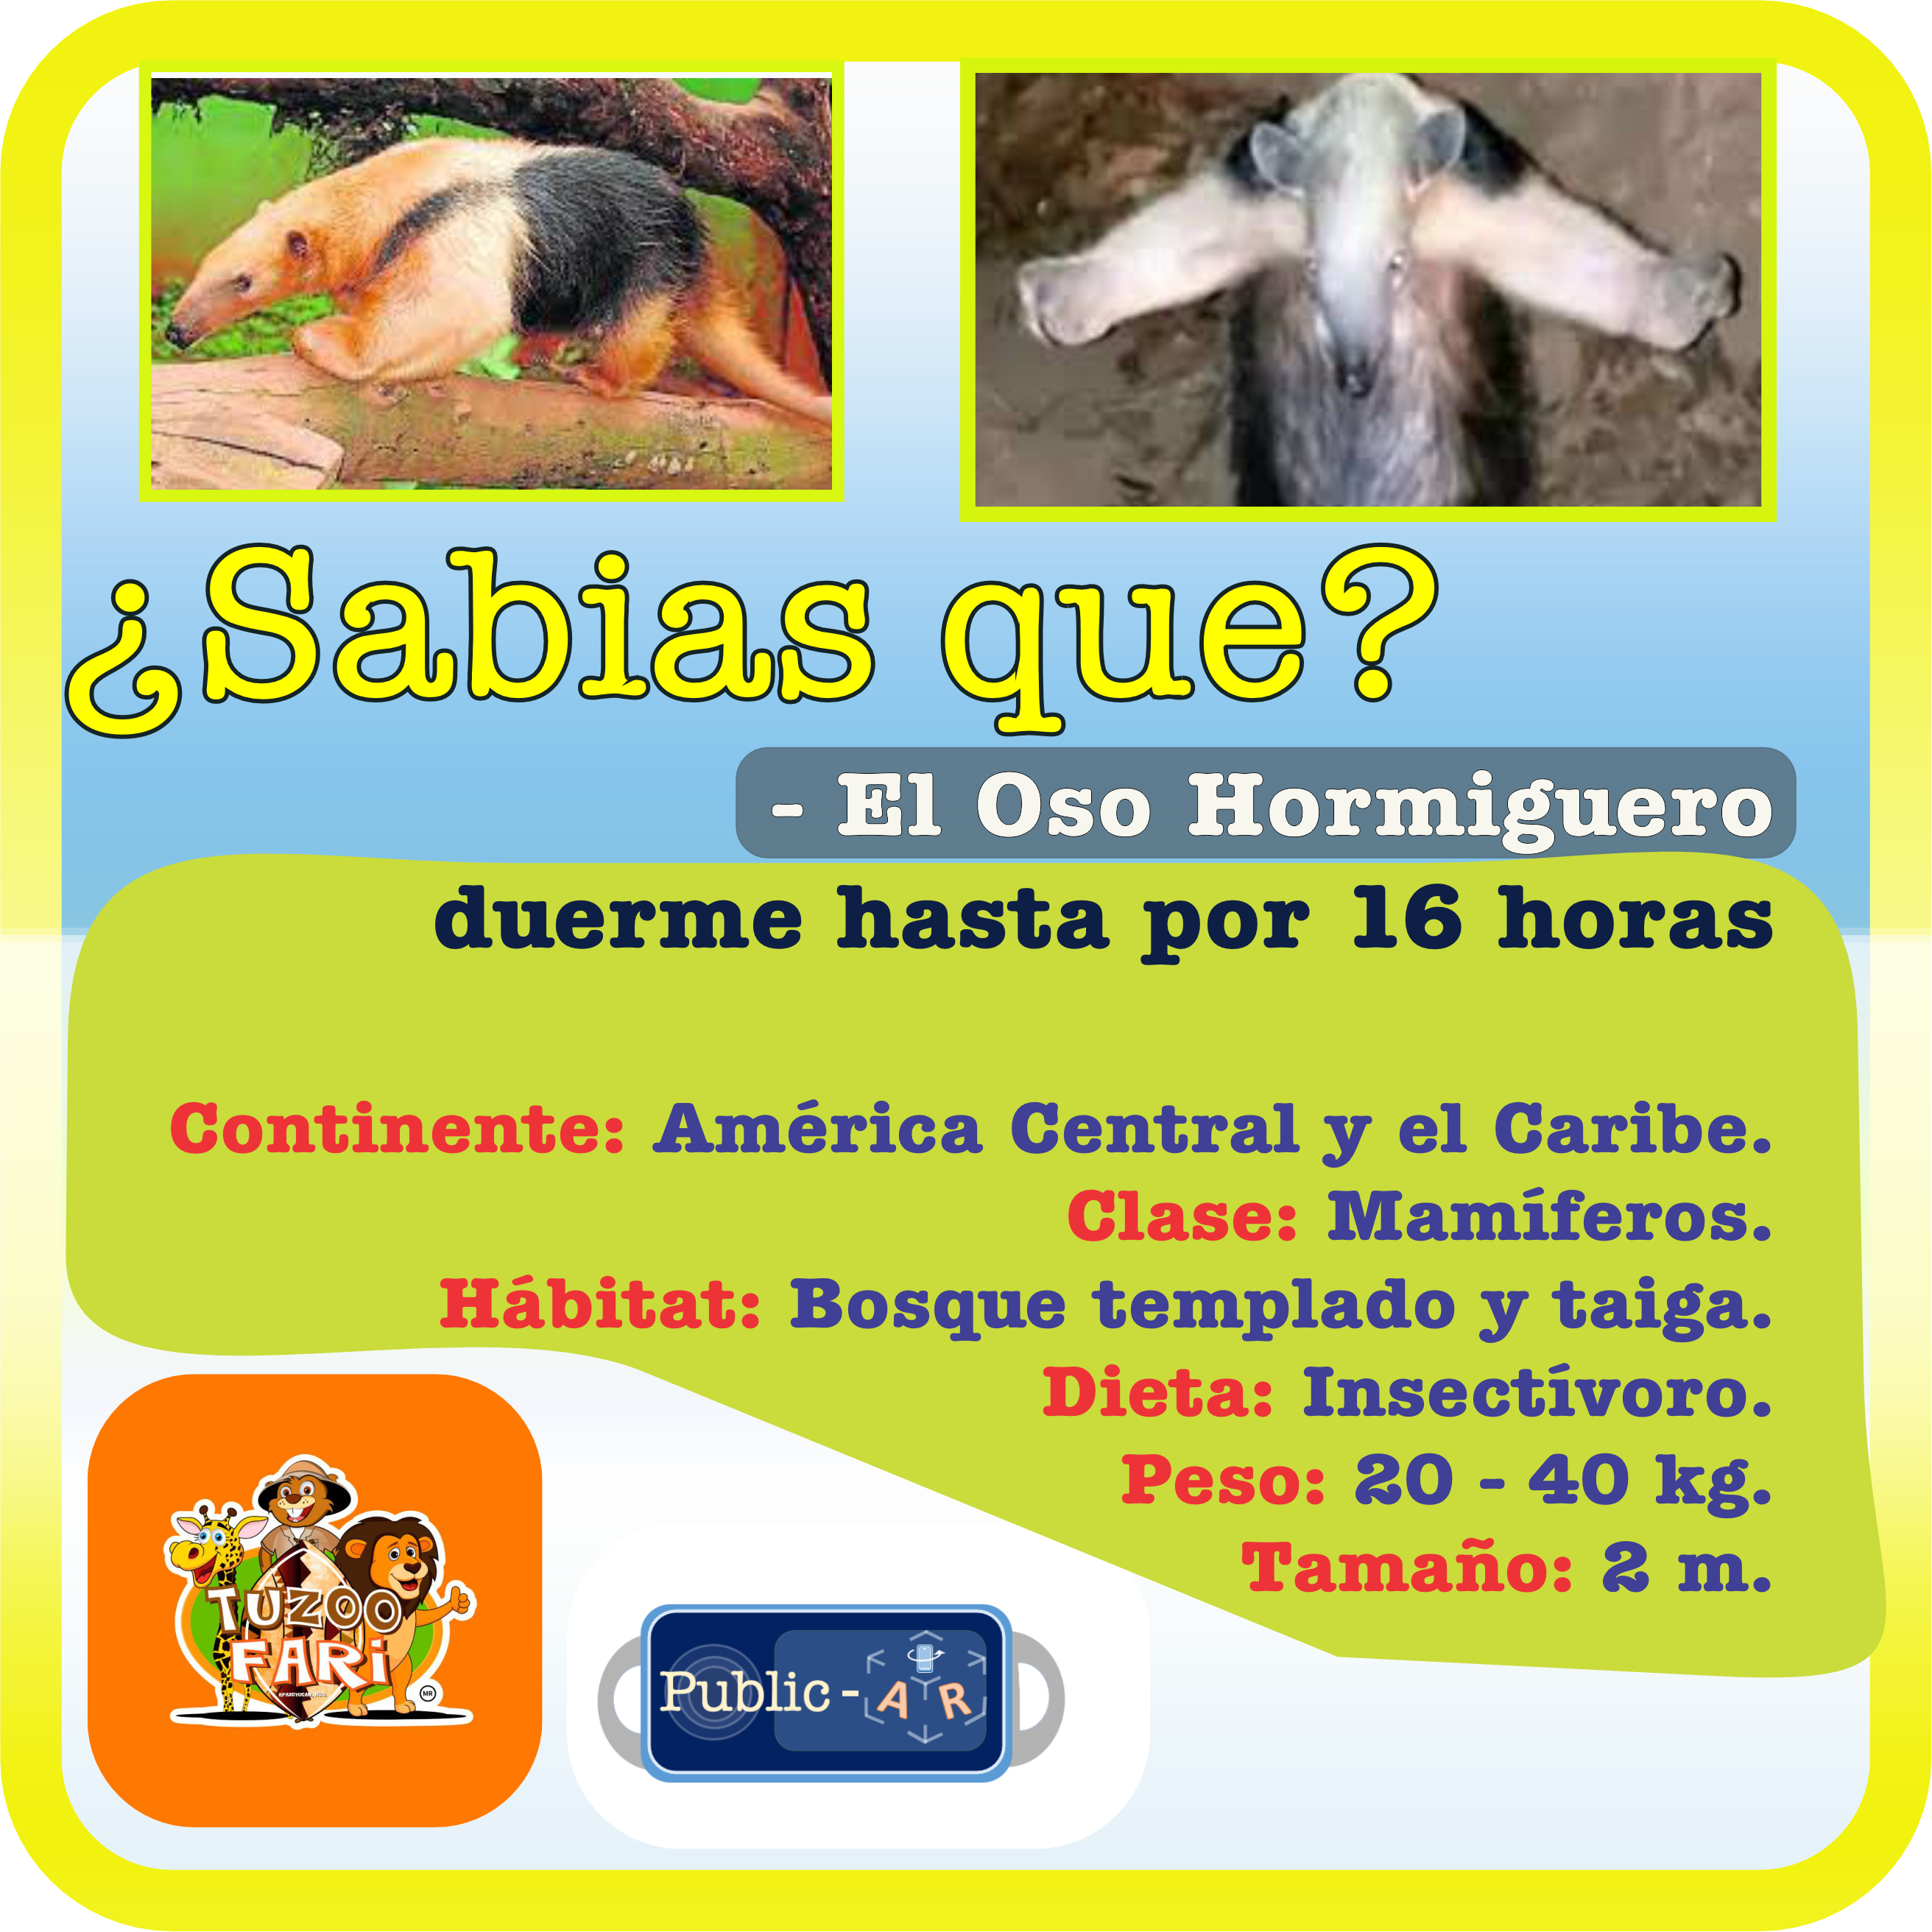 ¿Sabias que?
- El Oso Hormiguero
duerme hasta por 16 horas
Continente: América Central y el Caribe.
Clase: Mamíferos.
Hábitat: Bosque templado y taiga.
Dieta: Insectívoro.
Peso: 20 - 40 kg.
Tamaño: 2 m.
TUZOO
FARi
MR
Public - AR